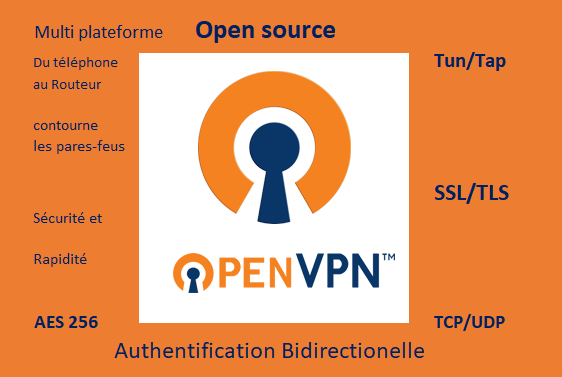 Multi plateforme
Open source
Du téléphone
au Routeur
Tun/Tap
contourne
les pares-feus
SSL/TLS
Sécurité et
Rapidité
OPENVPN™
AES 256
TCP/UDP
Authentification Bidirectionelle